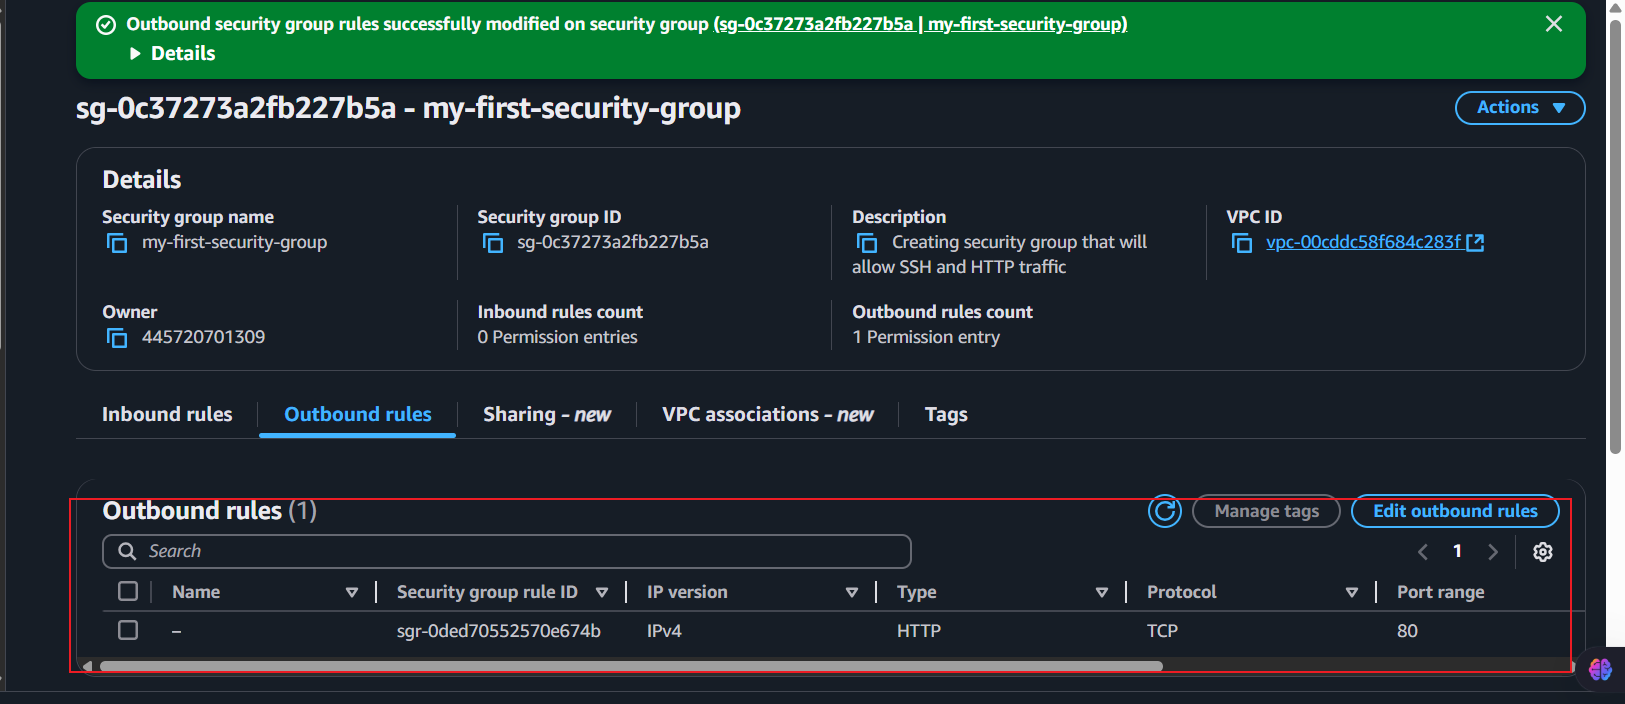 Outbound security group rules successfully modified on security group (sg-0c37273a2fb227b5a | my-first-security-group)
Details
sg-0c37273a2fb227b5a - my-first-security-group
Actions
Details
Security group name
my-first-security-group
Security group ID
sg-0c37273a2fb227b5a
Description
Creating security group that will
allow SSH and HTTP traffic
VPC ID
vpc-00cddc58f684c283f
Owner
445720701309
Inbound rules count
0 Permission entries
Outbound rules count
1 Permission entry
Inbound rules
Outbound rules
Sharing - new
VPC associations - new
Tags
Outbound rules (1)
Manage tags
Edit outbound rules
Search
1
Name
Security group rule ID
IP version
Type
Protocol
Port range
–
sgr-0ded70552570e674b
IPv4
HTTP
TCP
80